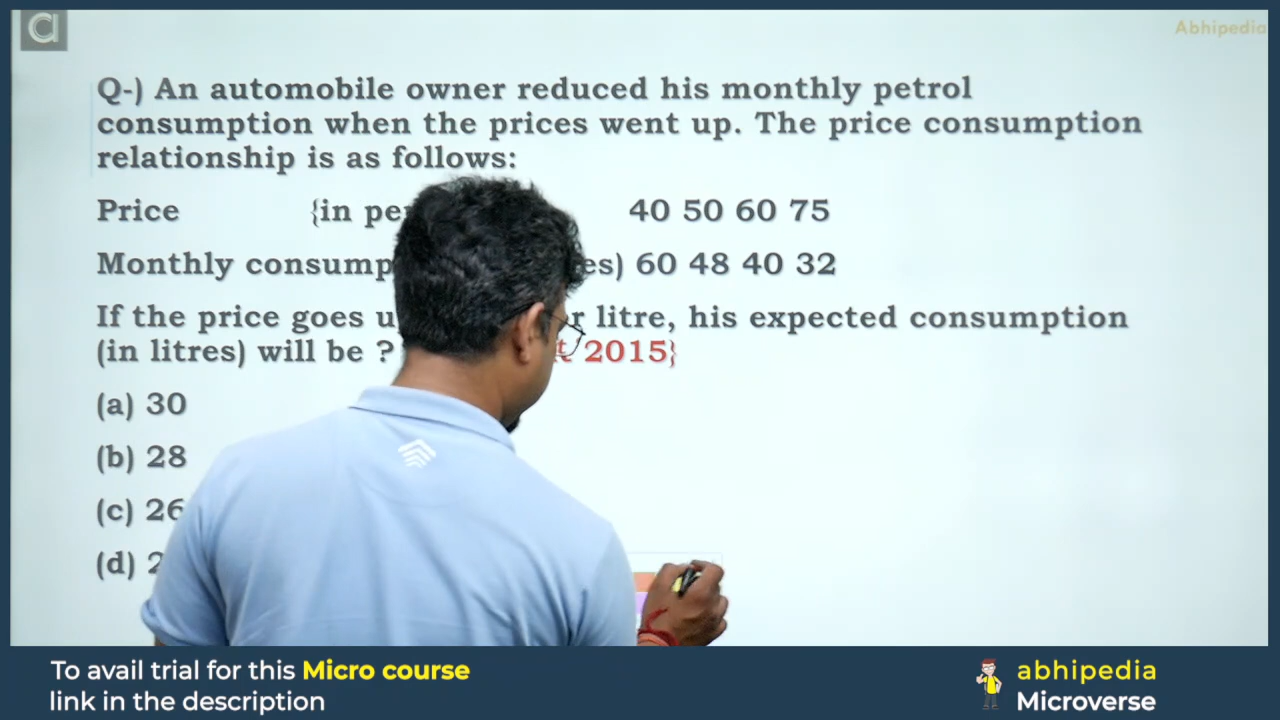 Abhipedia
Q-) An automobile owner reduced his monthly petrol
consumption when the prices went up. The price consumption
relationship is as follows:
Price {in 40 50 60 75
Monthly 60 48 40 32
If the price goes litre, his expected consumption
(in litres) will be ? 2015}
(a) 30
(b) 28
(c) 26
(d)
To avail trial for this Micro course
link in the description
abhipedia
Microverse